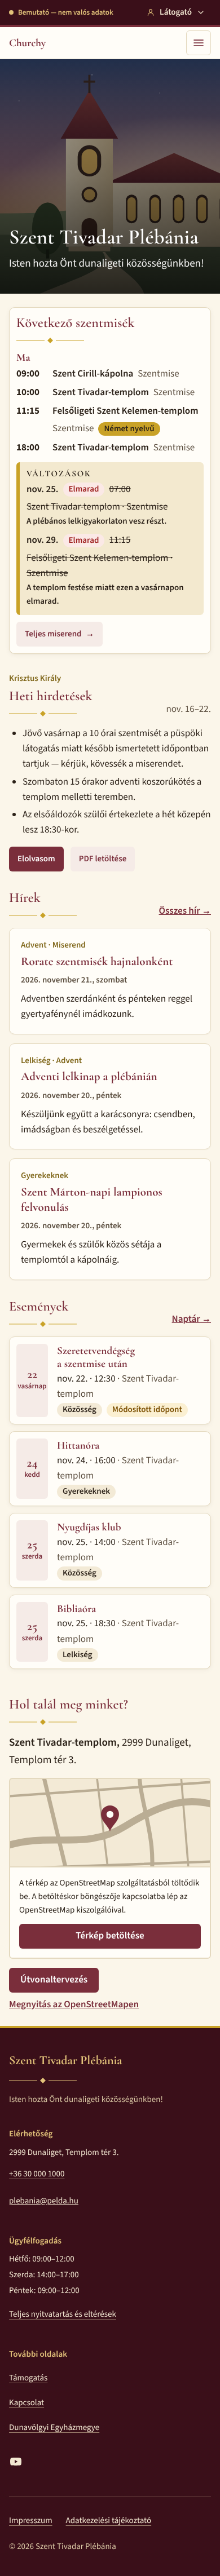 Bemutató — nem valós adatok
Látogató
Churchy
Szent Tivadar Plébánia
Isten hozta Önt dunaligeti közösségünkben!
Következő szentmisék
Ma
09:00 Szent Cirill-kápolna Szentmise
10:00 Szent Tivadar-templom Szentmise
11:15 Felsőligeti Szent Kelemen-templom
Szentmise Német nyelvű
18:00 Szent Tivadar-templom Szentmise
VÁLTOZÁSOK
nov. 25. Elmarad 07:00
Szent Tivadar-templom · Szentmise
A plébános lelkigyakorlaton vesz részt.
nov. 29. Elmarad 11:15
Felsőligeti Szent Kelemen-templom ·
Szentmise
A templom festése miatt ezen a vasárnapon
elmarad.
Teljes miserend →
Krisztus Király
Heti hirdetések
nov. 16–22.
Jövő vasárnap a 10 órai szentmisét a püspöki
látogatás miatt később ismertetett időpontban
tartjuk — kérjük, kövessék a miserendet.
Szombaton 15 órakor adventi koszorúkötés a
templom melletti teremben.
Az elsőáldozók szülői értekezlete a hét közepén
lesz 18:30-kor.
Elolvasom
PDF letöltése
Hírek
Összes hír →
Advent · Miserend
Rorate szentmisék hajnalonként
2026. november 21., szombat
Adventben szerdánként és pénteken reggel
gyertyafénynél imádkozunk.
Lelkiség · Advent
Adventi lelkinap a plébánián
2026. november 20., péntek
Készüljünk együtt a karácsonyra: csendben,
imádságban és beszélgetéssel.
Gyerekeknek
Szent Márton-napi lampionos
felvonulás
2026. november 20., péntek
Gyermekek és szülők közös sétája a
templomtól a kápolnáig.
Események
Naptár →
22
vasárnap
Szeretetvendégség
a szentmise után
nov. 22. · 12:30 · Szent Tivadar-
templom
Közösség Módosított időpont
24
kedd
Hittanóra
nov. 24. · 16:00 · Szent Tivadar-
templom
Gyerekeknek
25
szerda
Nyugdíjas klub
nov. 25. · 14:00 · Szent Tivadar-
templom
Közösség
25
szerda
Bibliaóra
nov. 25. · 18:30 · Szent Tivadar-
templom
Lelkiség
Hol talál meg minket?
Szent Tivadar-templom, 2999 Dunaliget,
Templom tér 3.
A térkép az OpenStreetMap szolgáltatásból töltődik
be. A betöltéskor böngészője kapcsolatba lép az
OpenStreetMap kiszolgálóival.
Térkép betöltése
Útvonaltervezés
Megnyitás az OpenStreetMapen
Szent Tivadar Plébánia
Isten hozta Önt dunaligeti közösségünkben!
Elérhetőség
2999 Dunaliget, Templom tér 3.
+36 30 000 1000
plebania@pelda.hu
Ügyfélfogadás
Hétfő: 09:00–12:00
Szerda: 14:00–17:00
Péntek: 09:00–12:00
Teljes nyitvatartás és eltérések
További oldalak
Támogatás
Kapcsolat
Dunavölgyi Egyházmegye
Impresszum Adatkezelési tájékoztató
© 2026 Szent Tivadar Plébánia